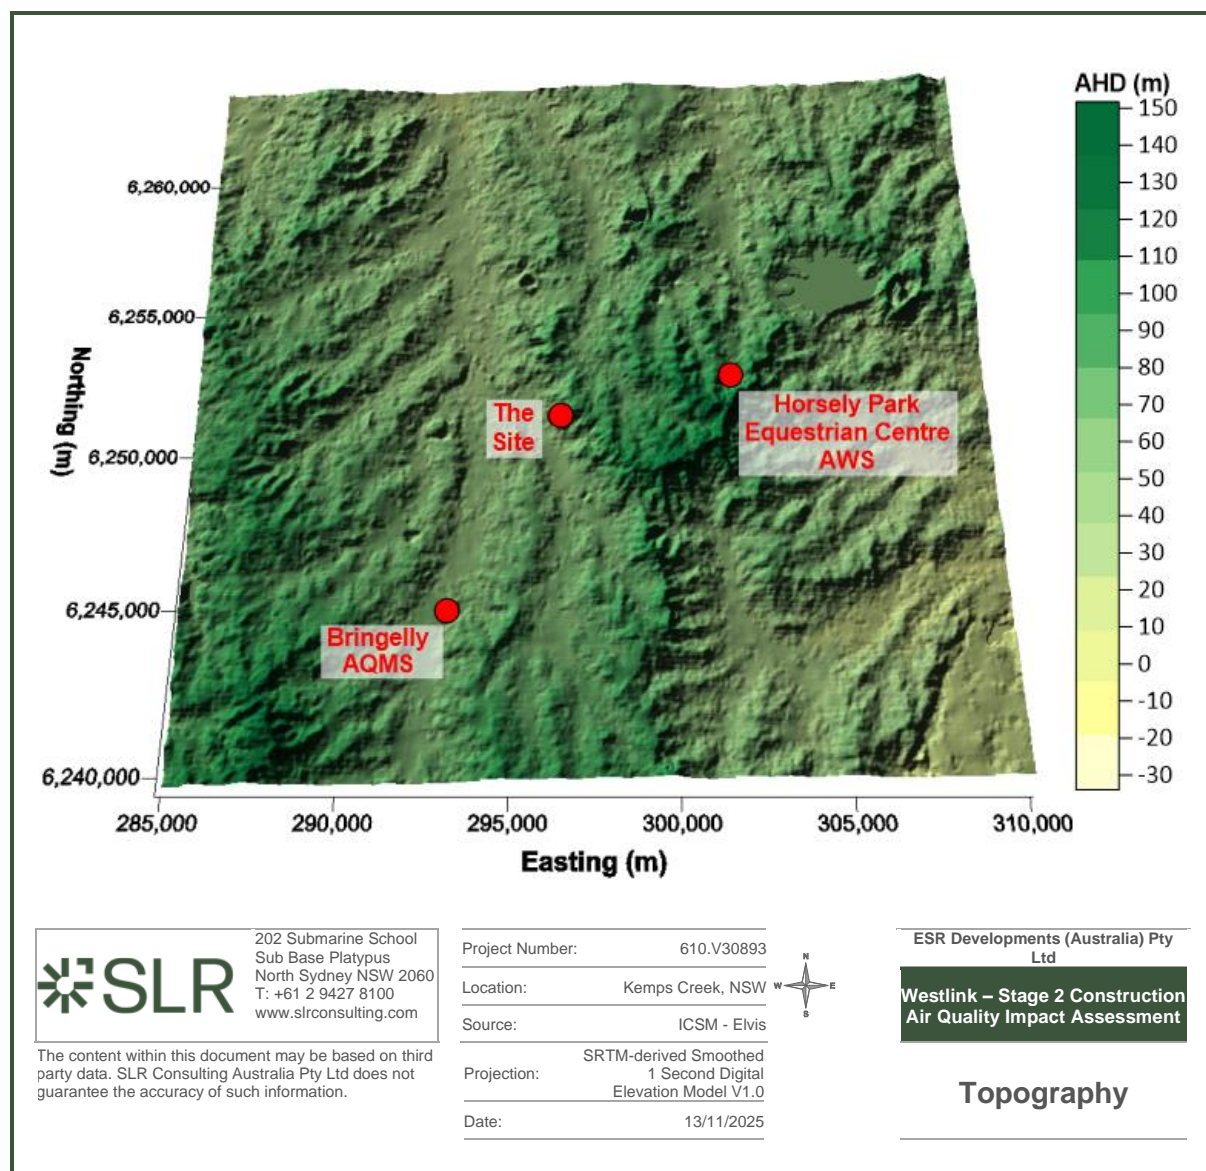 AHD (m)
150
140
130
120
110
100
90
80
70
60
50
40
30
20
10
0
-10
-20
-30
Northing (m)
6,260,000
6,255,000
6,250,000
6,245,000
6,240,000
The
Site
Horsely Park
Equestrian Centre
AWS
Bringelly
AQMS
285,000
290,000
295,000
300,000
305,000
310,000
Easting (m)
SLR
202 Submarine School
Sub Base Platypus
North Sydney NSW 2060
T: +61 2 9427 8100
www.slrconsulting.com
The content within this document may be based on third
party data. SLR Consulting Australia Pty Ltd does not
guarantee the accuracy of such information.
Project Number: 610.V30893
Location: Kemps Creek, NSW
Source: ICSM - Elvis
Projection: SRTM-derived Smoothed
1 Second Digital
Elevation Model V1.0
Date: 13/11/2025
N
W E
S
ESR Developments (Australia) Pty
Ltd
Westlink – Stage 2 Construction
Air Quality Impact Assessment
Topography